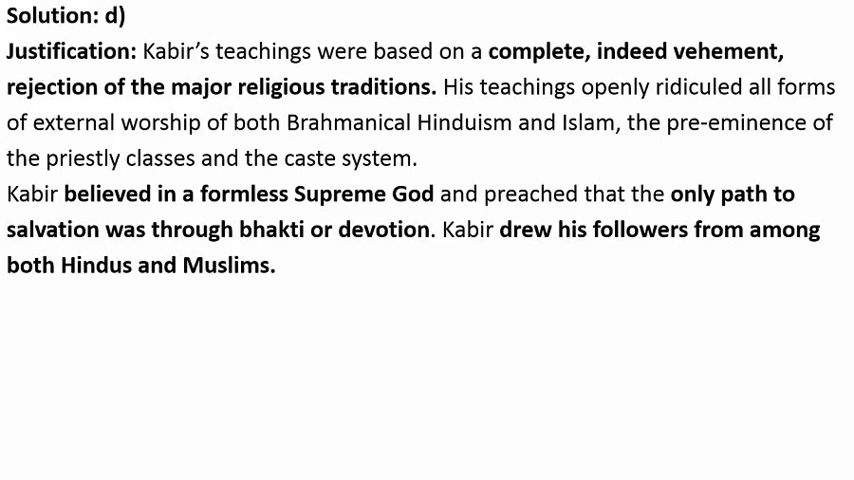 Solution: d)
Justification: Kabir’s teachings were based on a complete, indeed vehement,
rejection of the major religious traditions. His teachings openly ridiculed all forms
of external worship of both Brahmanical Hinduism and Islam, the pre-eminence of
the priestly classes and the caste system.
Kabir believed in a formless Supreme God and preached that the only path to
salvation was through bhakti or devotion. Kabir drew his followers from among
both Hindus and Muslims.